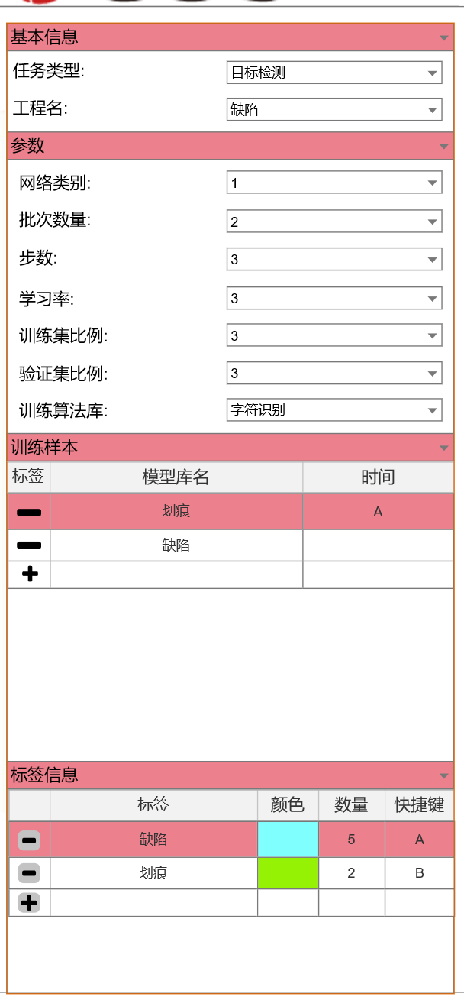 基本信息
任务类型: 目标检测
工程名: 缺陷
参数
网络类别: 1
批次数量: 2
步数: 3
学习率: 3
训练集比例: 3
验证集比例: 3
训练算法库: 字符识别
训练样本
标签 模型库名 时间
划痕 A
缺陷
标签信息
标签 颜色 数量 快捷键
缺陷 5 A
划痕 2 B